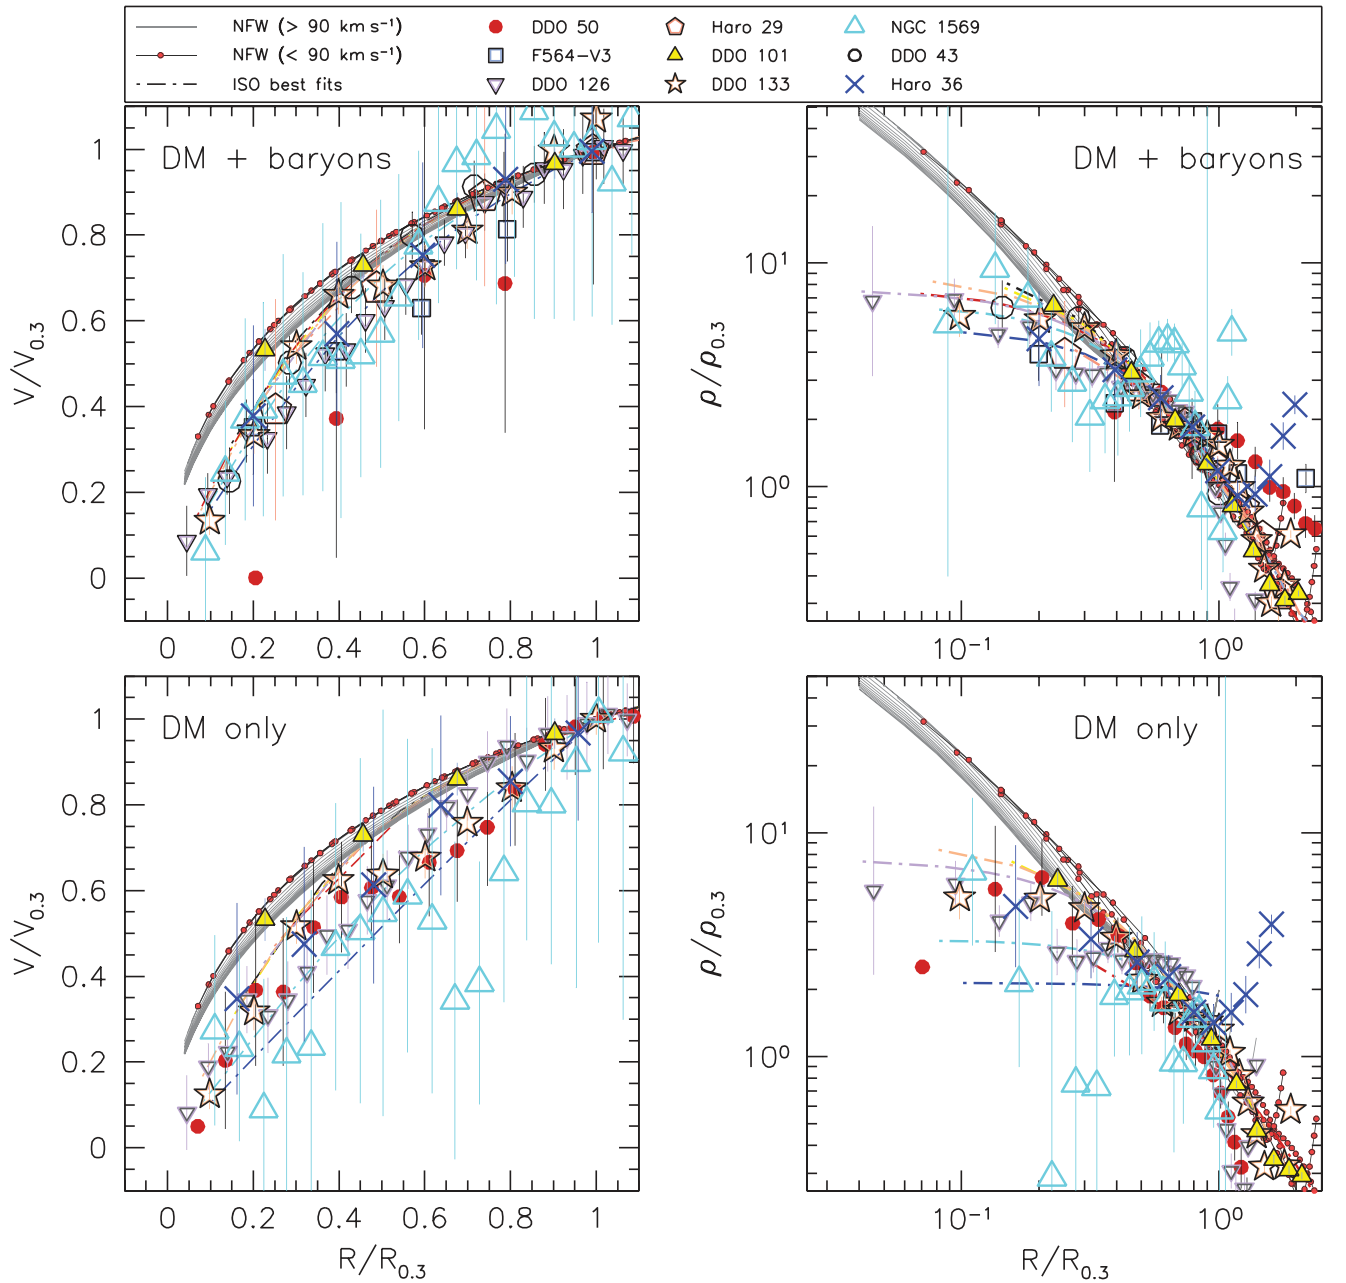 NFW (> 90 km s⁻¹) DDO 50 Haro 29 NGC 1569
NFW (< 90 km s⁻¹) F564−V3 DDO 101 DDO 43
ISO best fits DDO 126 DDO 133 Haro 36
DM + baryons
V/V0.3
1
0.8
0.6
0.4
0.2
0
0 0.2 0.4 0.6 0.8 1
DM + baryons
ρ/ρ0.3
10¹
10⁰
10⁻¹ 10⁰
DM only
V/V0.3
1
0.8
0.6
0.4
0.2
0
0 0.2 0.4 0.6 0.8 1
R/R0.3
DM only
ρ/ρ0.3
10¹
10⁰
10⁻¹ 10⁰
R/R0.3